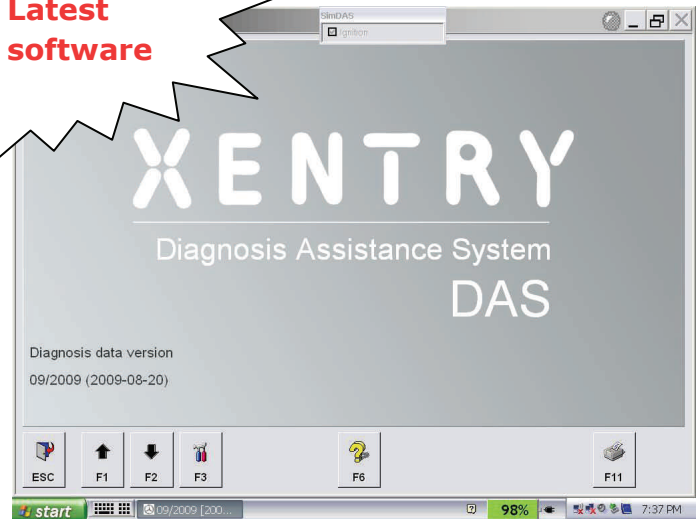 Latest
software
SimDAS
Ignition
XENTRY
Diagnosis Assistance System
DAS
Diagnosis data version
09/2009 (2009-08-20)
ESC
F1
F2
F3
F6
F11
start
09/2009 [200...
98%
7:37 PM